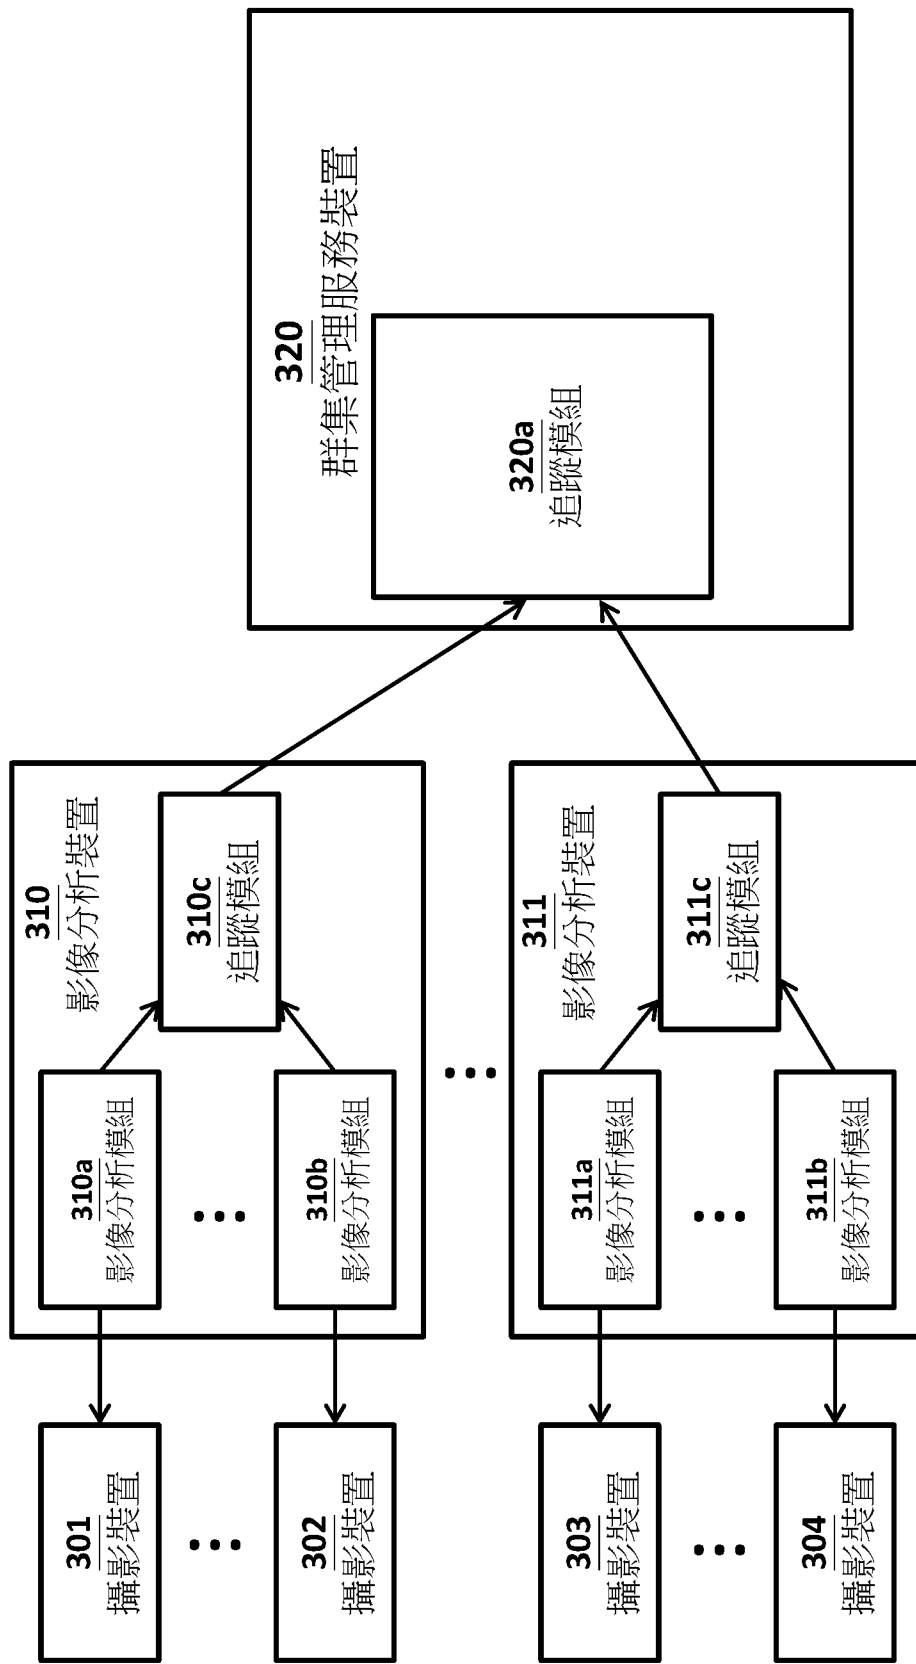 301
攝影裝置
302
攝影裝置
303
攝影裝置
304
攝影裝置
310
影像分析裝置
310a
影像分析模組
310b
影像分析模組
310c
追蹤模組
311
影像分析裝置
311a
影像分析模組
311b
影像分析模組
311c
追蹤模組
320
群集管理服務裝置
320a
追蹤模組